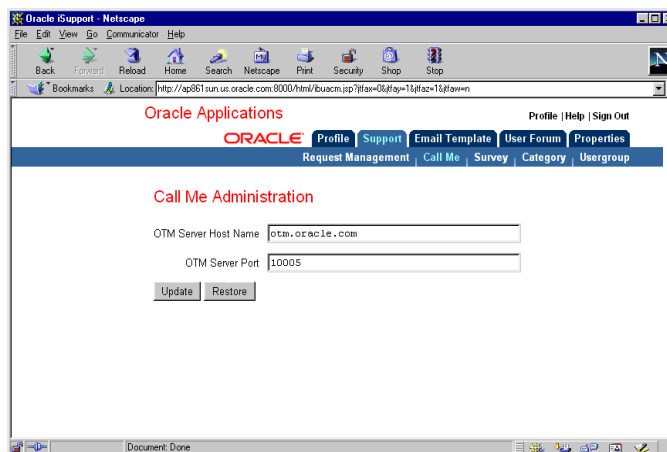 Oracle iSupport - Netscape
File Edit View Go Communicator Help
Back Forward Reload Home Search Netscape Print Security Shop Stop
Bookmarks Location: http://ap861sun.us.oracle.com:8000/html/ibuacm.jsp?jtfax=0&jtfay=1&jtfaz=1&jtfaw=n
Oracle Applications
Profile | Help | Sign Out
ORACLE Profile Support Email Template User Forum Properties
Request Management Call Me Survey Category Usergroup
Call Me Administration
OTM Server Host Name otm.oracle.com
OTM Server Port 10005
Update Restore
Document: Done